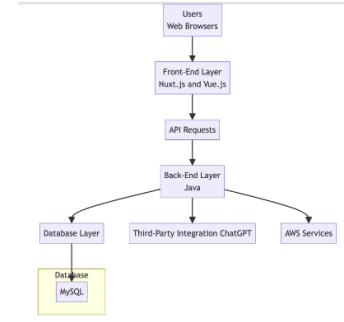 Users
Web Browsers
Front-End Layer
Nuxt.js and Vue.js
API Requests
Back-End Layer
Java
Database Layer
Third-Party Integration ChatGPT
AWS Services
Database
MySQL